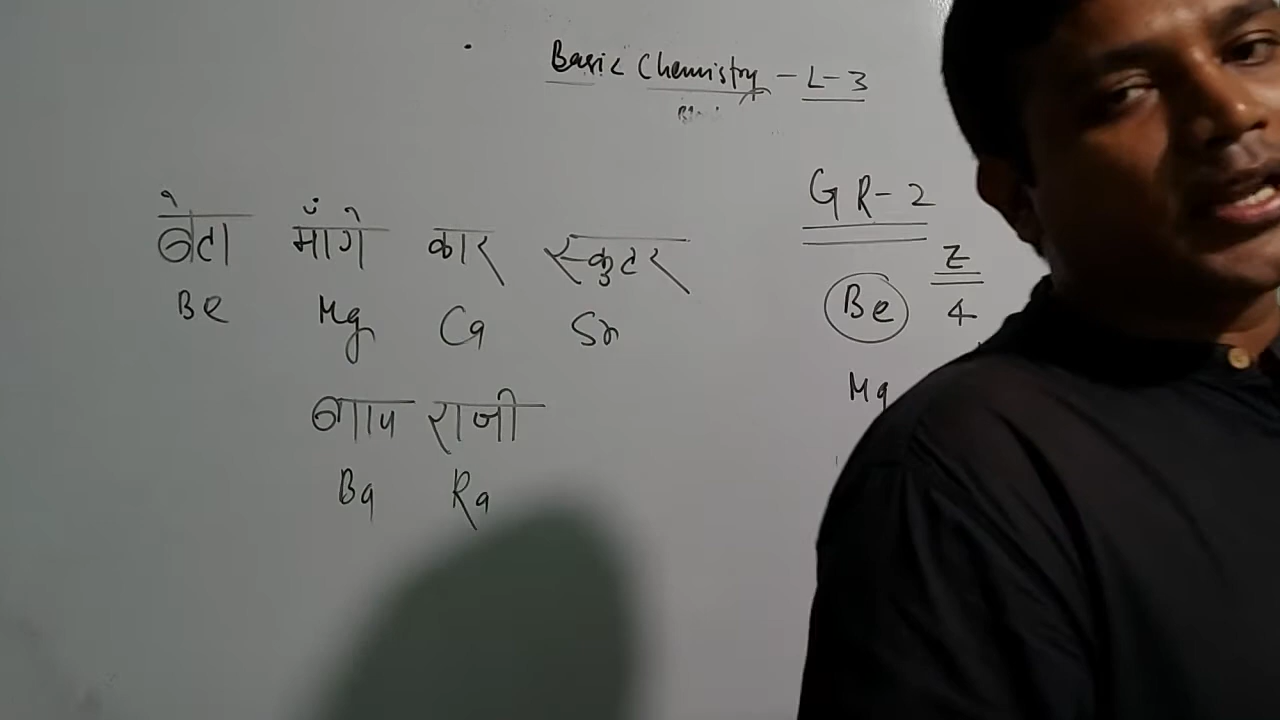 Basic Chemistry - L-3
बेटा माँगे कार स्कुटर
Be Mg Ca Sr
बाप राजी
Ba Ra
GR-2
Z
Be 4
Mg